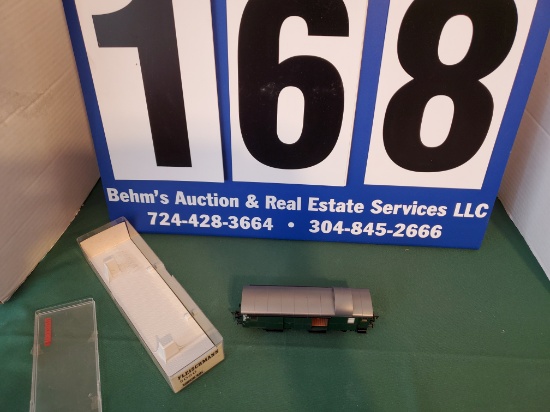 168
Behm's Auction & Real Estate Services LLC
724-428-3664 • 304-845-2666
FLEISCHMANN